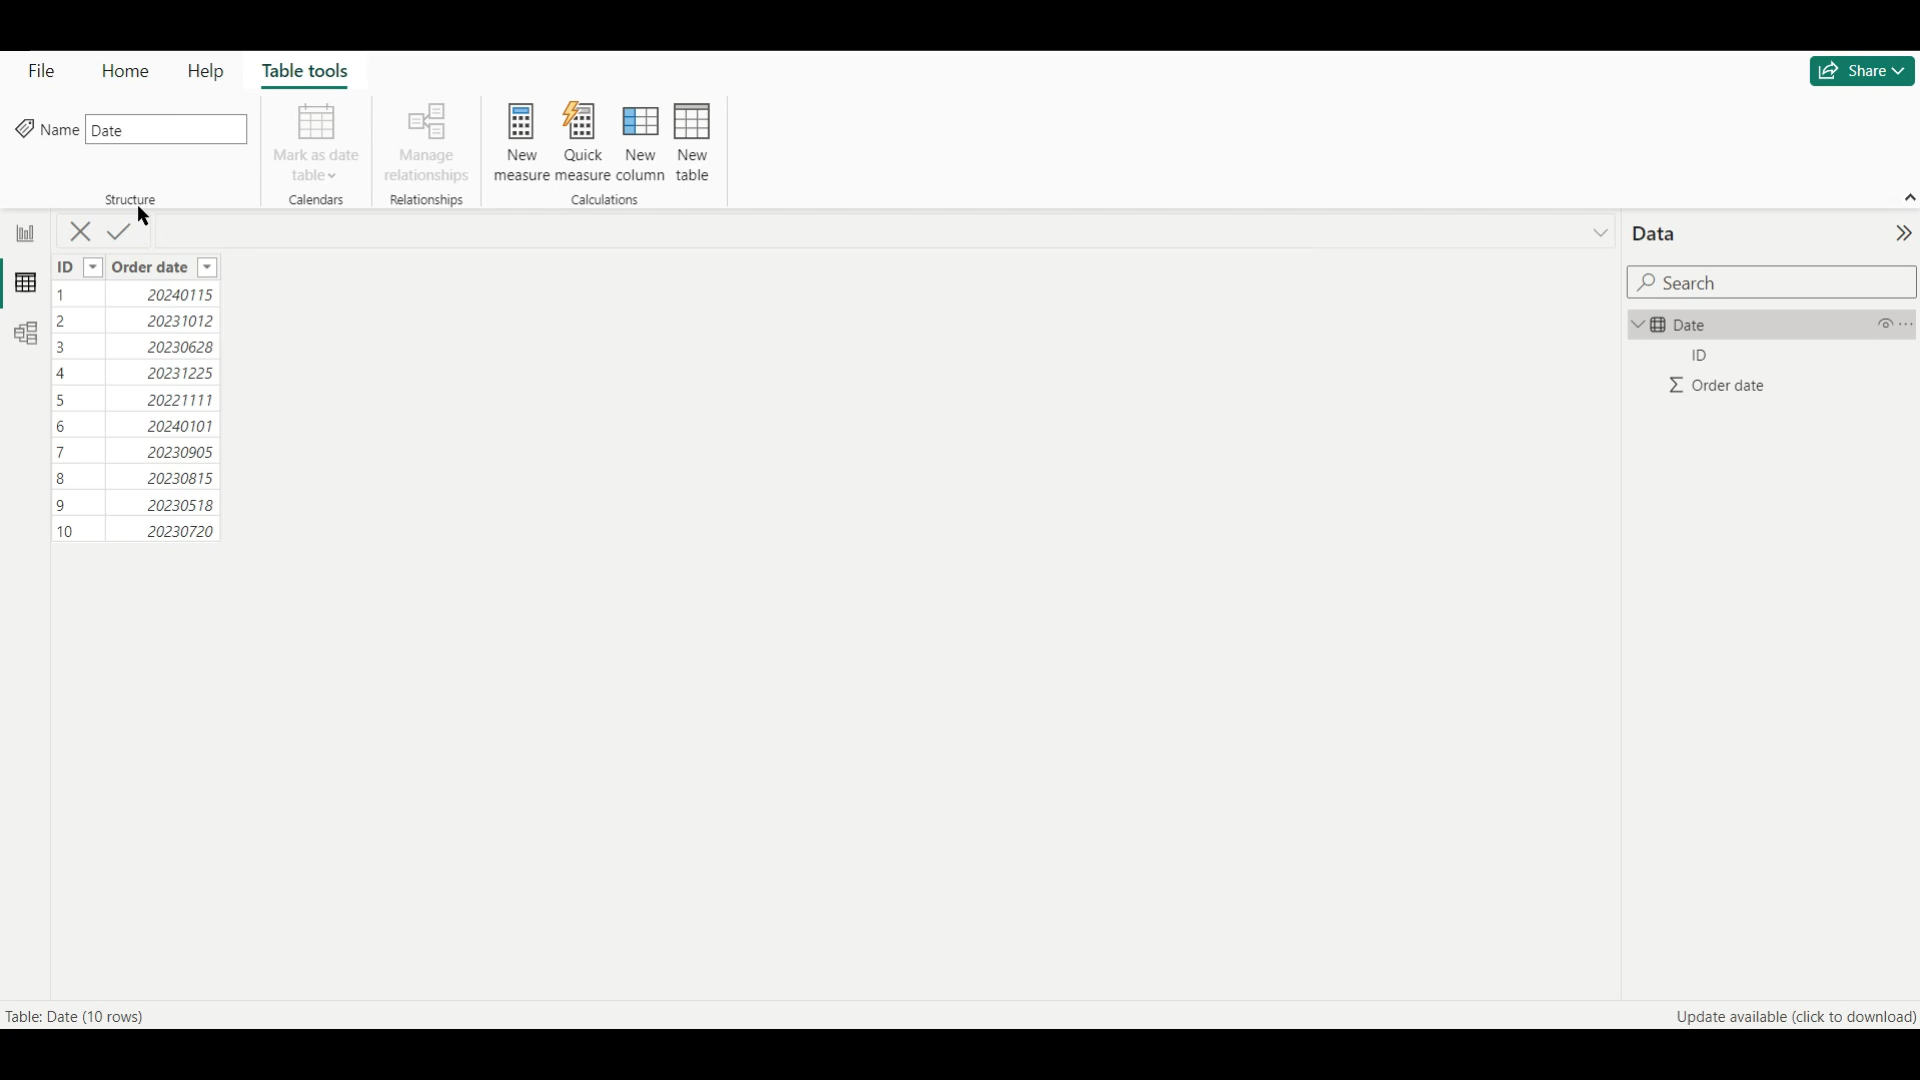 File Home Help Table tools Share
Name Date
Mark as date table
Manage relationships
New measure
Quick measure
New column
New table
Structure Calendars Relationships Calculations
Data
Search
ID Order date
1 20240115
2 20231012
3 20230628
4 20231225
5 20221111
6 20240101
7 20230905
8 20230815
9 20230518
10 20230720
Date
ID
Σ Order date
Table: Date (10 rows)
Update available (click to download)